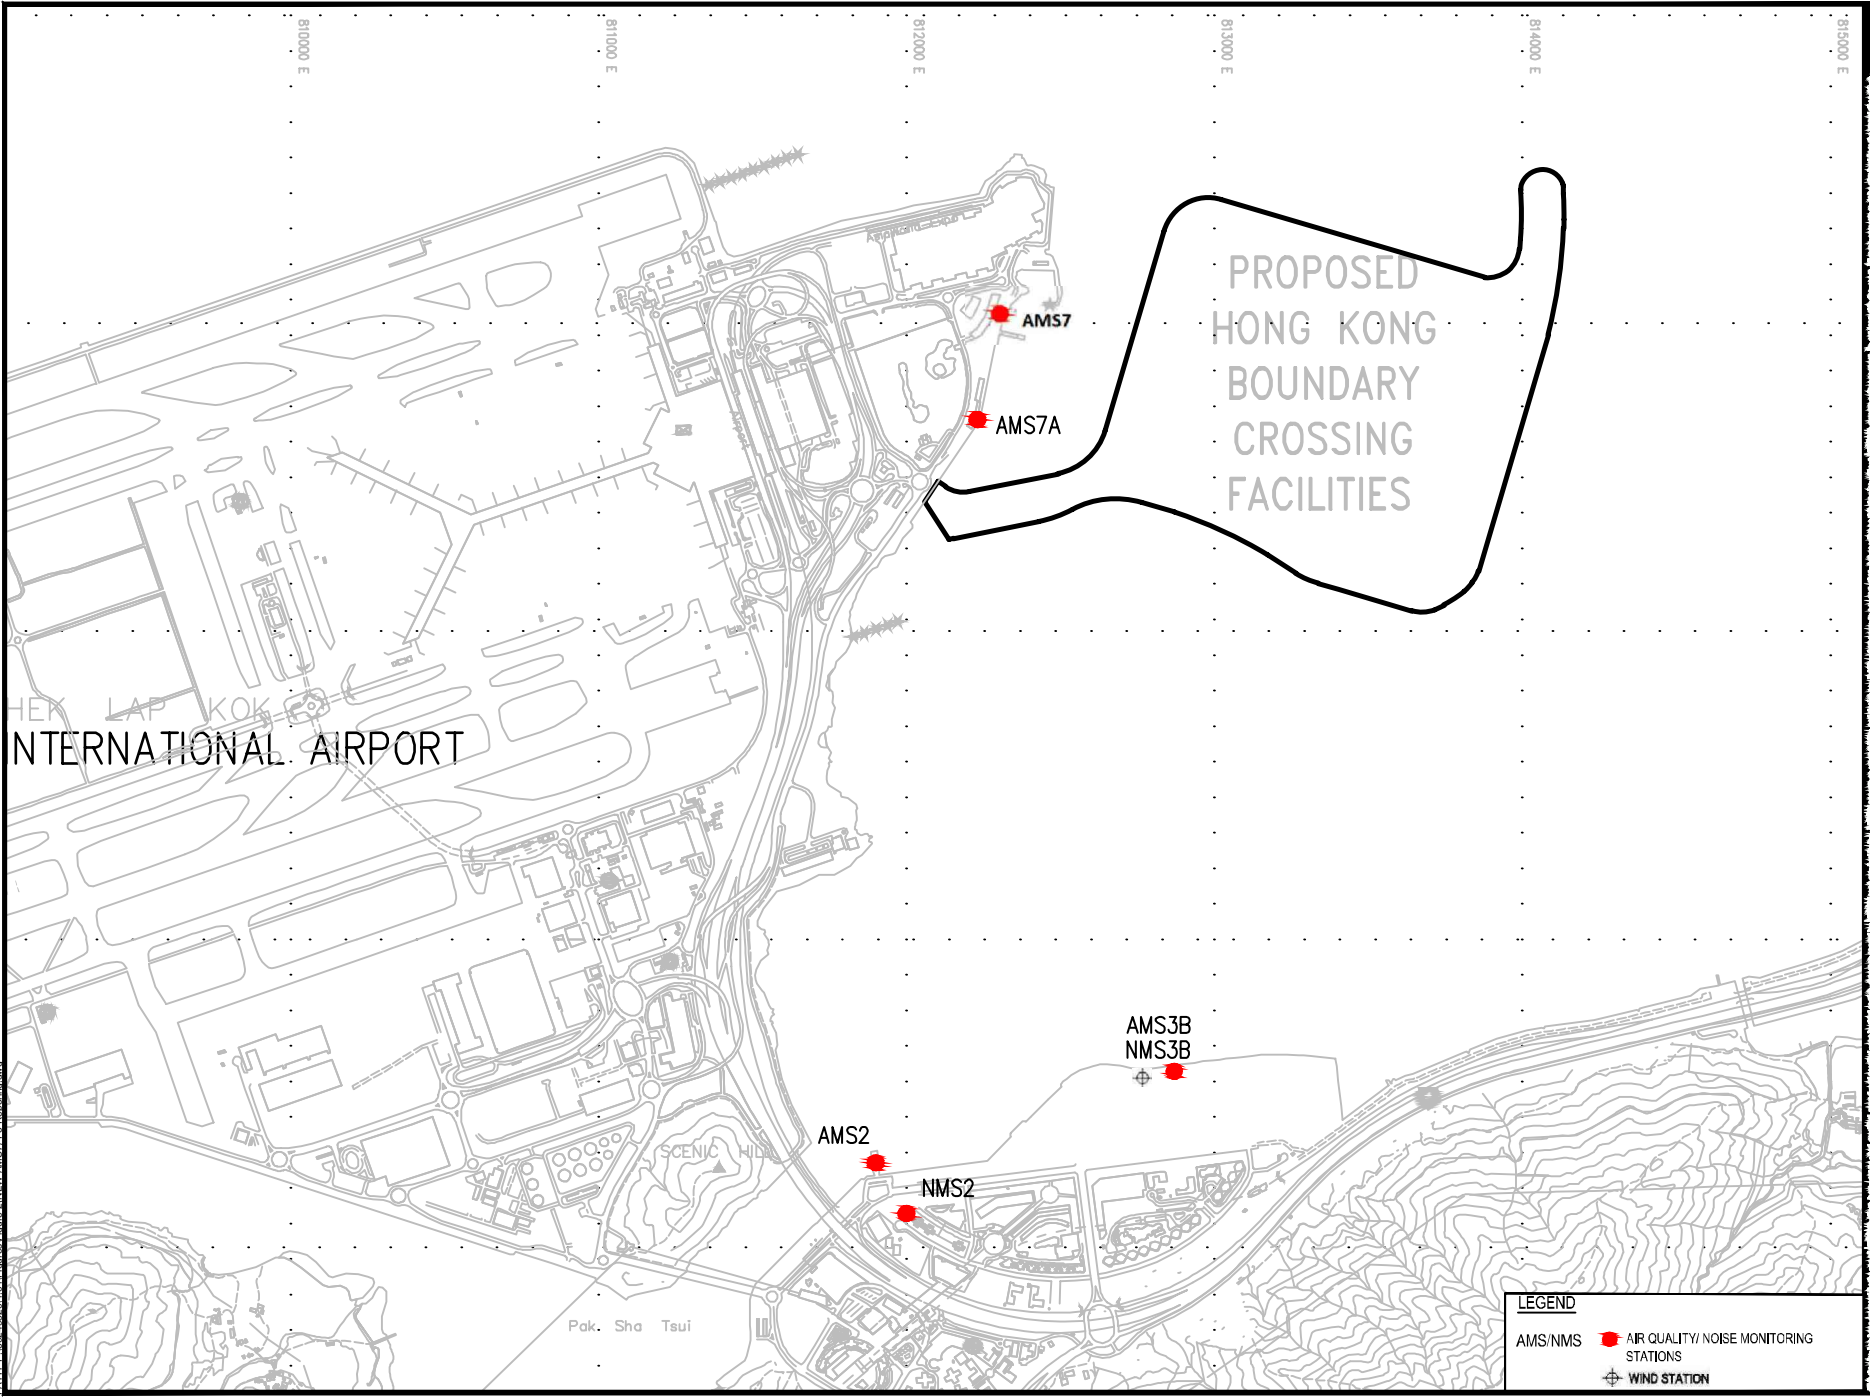 810000 E
811000 E
812000 E
813000 E
814000 E
815000 E
PROPOSED
HONG KONG
BOUNDARY
CROSSING
FACILITIES
AMS7
AMS7A
Airport
HEK LAP KOK
INTERNATIONAL AIRPORT
AMS3B
NMS3B
AMS2
SCENIC HILL
NMS2
Pak Sha Tsui
LEGEND
AMS/NMS
AIR QUALITY/ NOISE MONITORING
STATIONS
WIND STATION